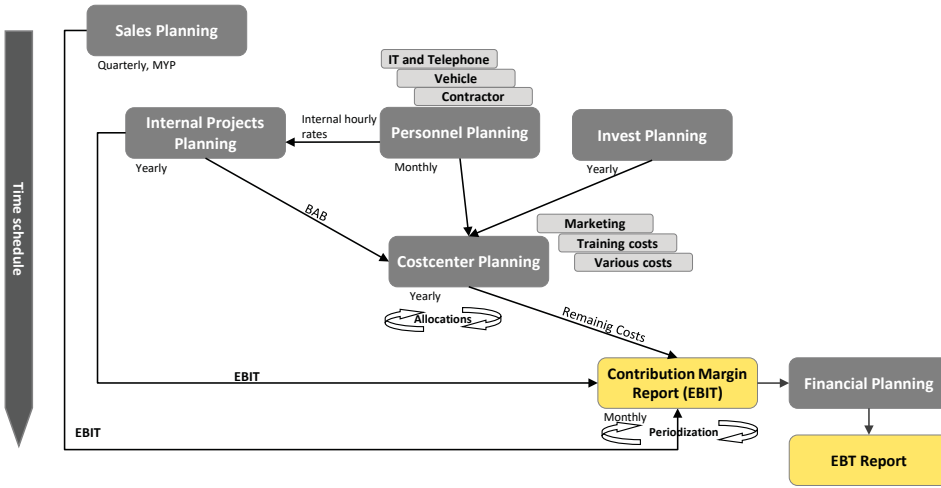 Sales Planning
Quarterly, MYP
IT and Telephone
Vehicle
Contractor
Internal Projects
Planning
Yearly
Internal hourly
rates
Personnel Planning
Monthly
Invest Planning
Yearly
Time schedule
BAB
Marketing
Training costs
Various costs
Costcenter Planning
Yearly
Allocations
Remainig Costs
EBIT
Contribution Margin
Report (EBIT)
Financial Planning
Monthly
Periodization
EBIT
EBT Report